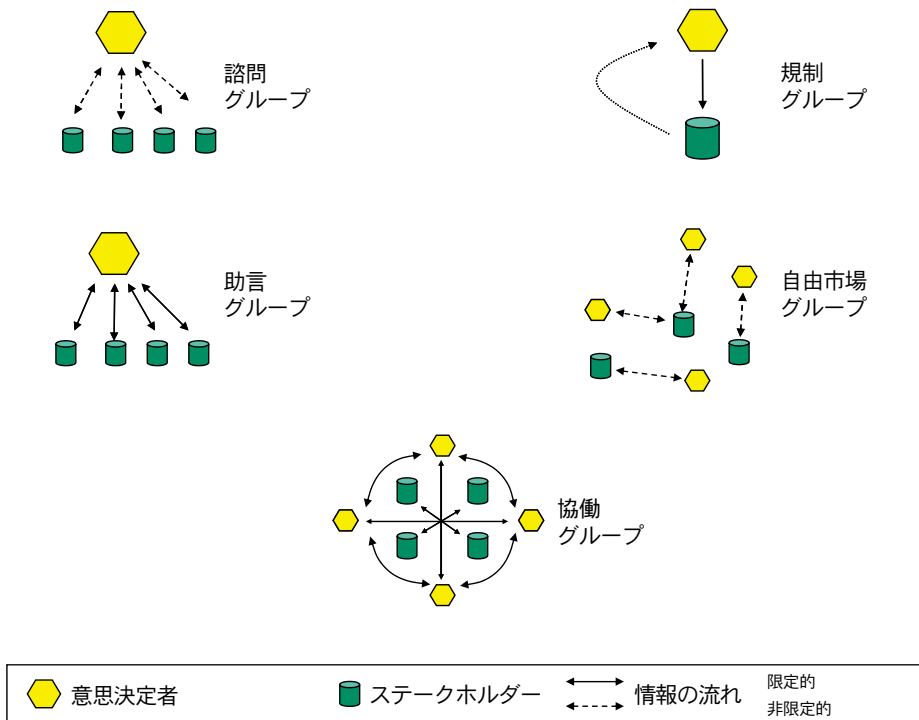 諮問
グループ
規制
グループ
助言
グループ
自由市場
グループ
協働
グループ
意思決定者
ステークホルダー
情報の流れ
限定的
非限定的